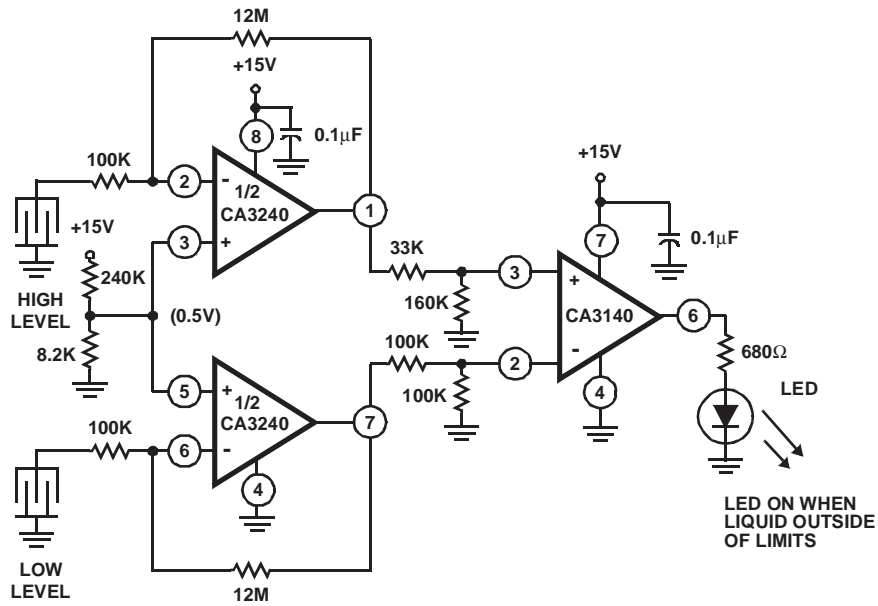 12M
+15V
8
0.1μF
100K
2
-
1/2
CA3240
1
+15V
+15V
3
+
7
0.1μF
240K
33K
3
HIGH
LEVEL
(0.5V)
160K
+
CA3140
6
8.2K
100K
2
-
680Ω
5
+
1/2
CA3240
7
100K
4
LED
100K
6
-
4
LED ON WHEN
LIQUID OUTSIDE
OF LIMITS
LOW
LEVEL
12M